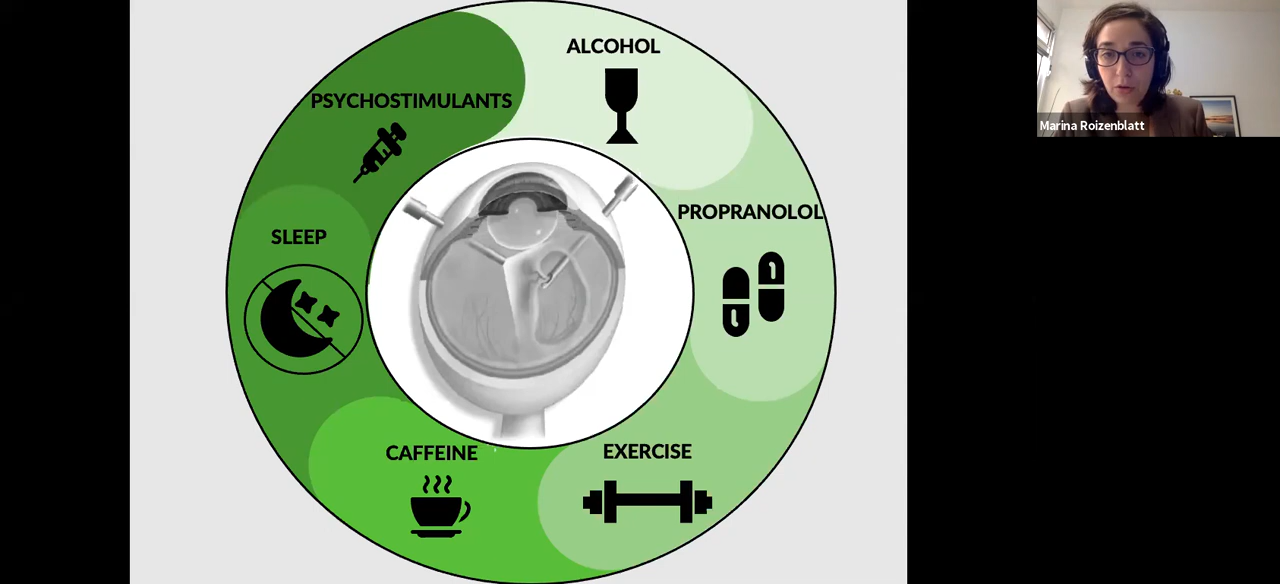 ALCOHOL
PSYCHOSTIMULANTS
PROPRANOLOL
SLEEP
CAFFEINE
EXERCISE
Marina Roizenblatt